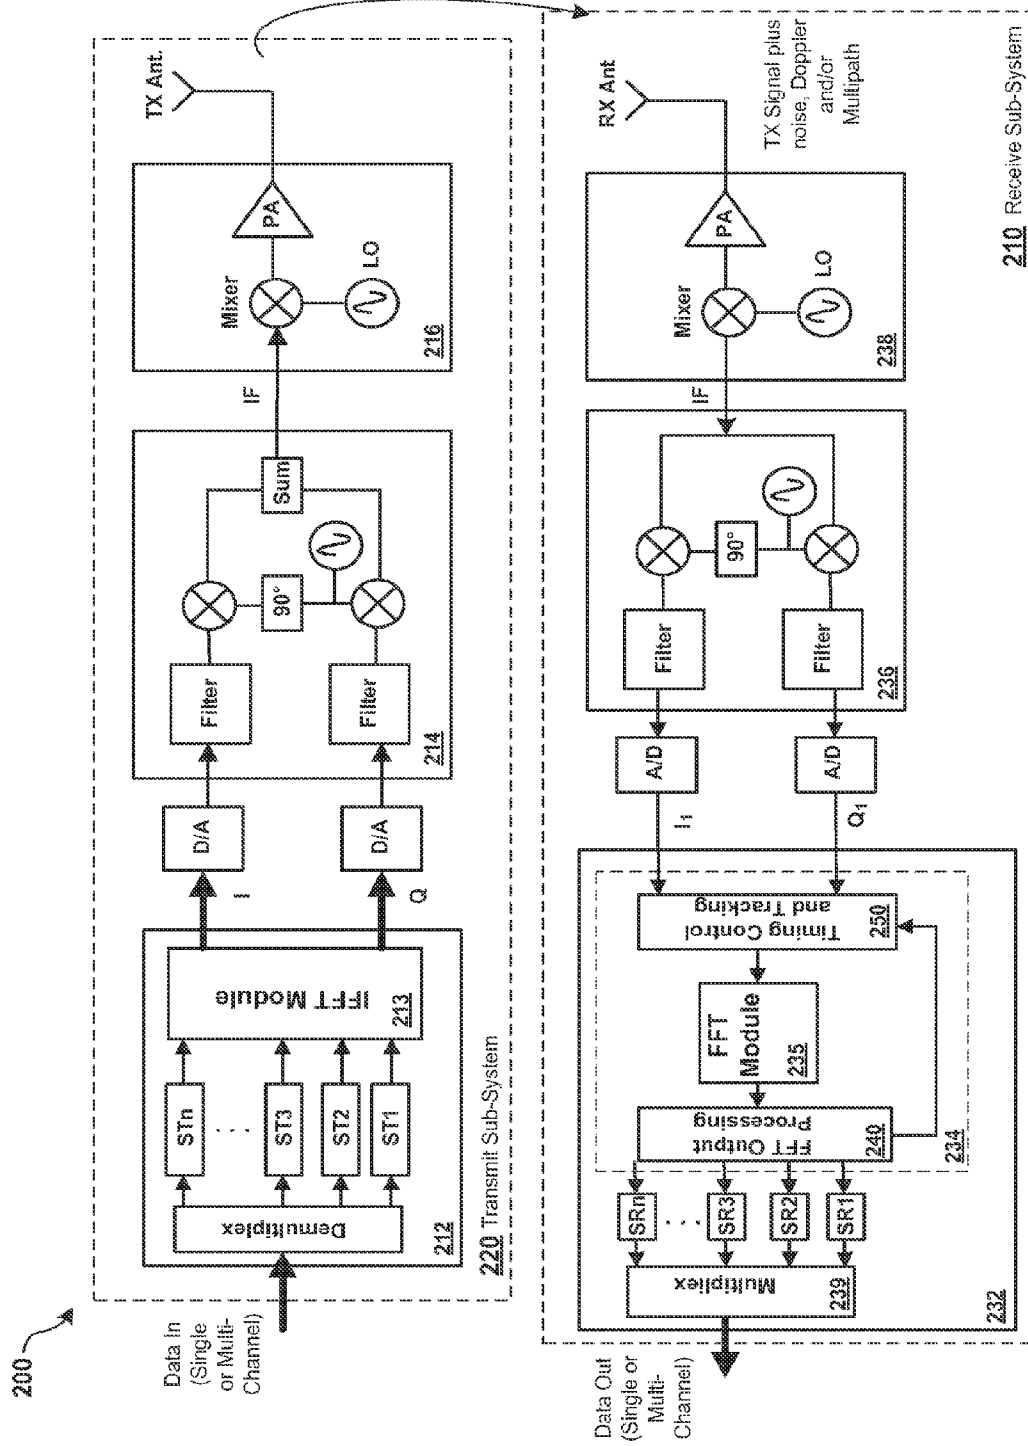 200
Data In
(Single
or Multi-
Channel)
Demultiplex
212
STn
. . .
ST3
ST2
ST1
IFFT Module
213
I
Q
D/A
D/A
Filter
Filter
214
90°
Sum
IF
Mixer
LO
PA
216
TX Ant.
220 Transmit Sub-System
RX Ant
TX Signal plus
noise, Doppler
and/or
Multipath
PA
Mixer
LO
238
IF
90°
Filter
Filter
236
A/D
A/D
I1
Q1
Timing Control
and Tracking
250
FFT
Module
235
FFT Output
Processing
240
234
SRn
. . .
SR3
SR2
SR1
Multipliex
239
232
Data Out
(Single or
Multi-
Channel)
210 Receive Sub-System